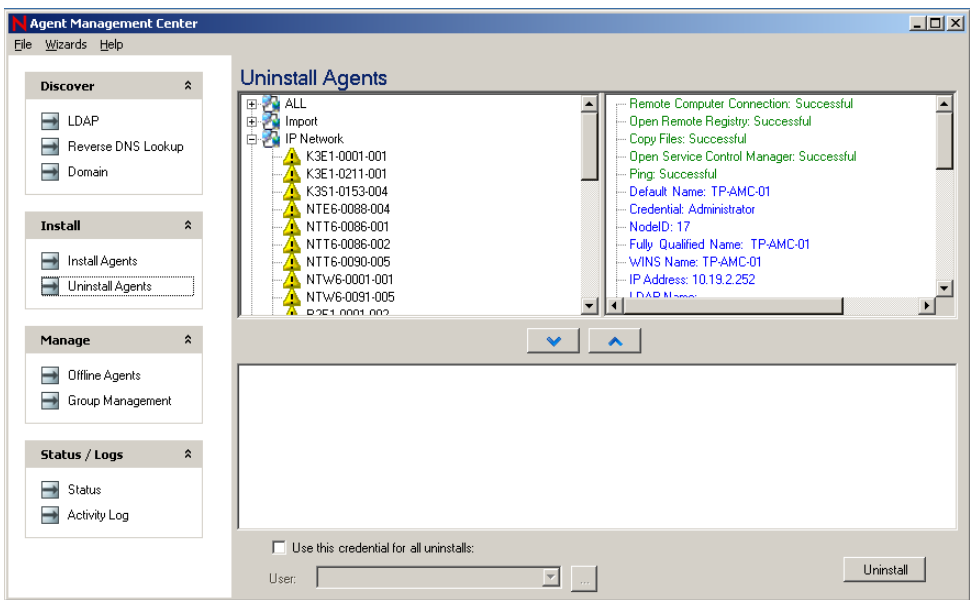 Agent Management Center
File Wizards Help
Discover
LDAP
Reverse DNS Lookup
Domain
Install
Install Agents
Uninstall Agents
Manage
Offline Agents
Group Management
Status / Logs
Status
Activity Log
Uninstall Agents
ALL
Import
IP Network
K3E1-0001-001
K3E1-0211-001
K3S1-0153-004
NTE6-0088-004
NTT6-0086-001
NTT6-0086-002
NTT6-0090-005
NTW6-0001-001
NTW6-0091-005
Remote Computer Connection: Successful
Open Remote Registry: Successful
Copy Files: Successful
Open Service Control Manager: Successful
Ping: Successful
Default Name: TP-AMC-01
Credential: Administrator
NodeID: 17
Fully Qualified Name: TP-AMC-01
WINS Name: TP-AMC-01
IP Address: 10.19.2.252
LDAP Name:
Use this credential for all uninstalls:
User:
...
Uninstall